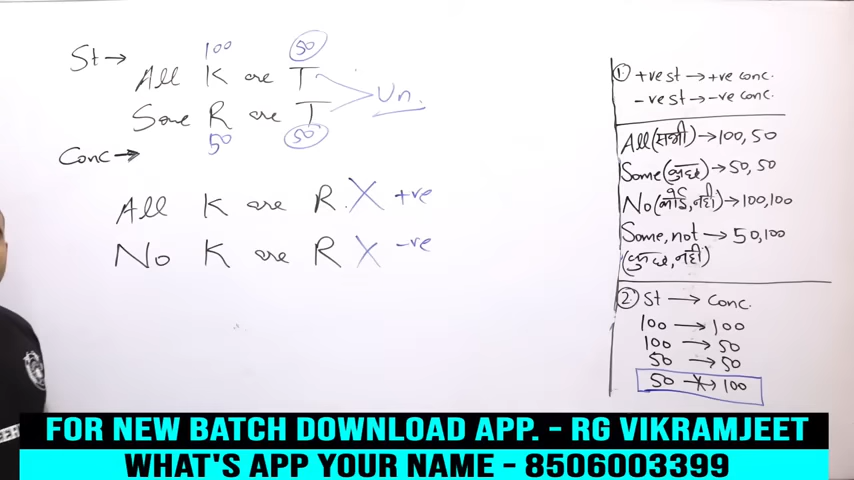 St→
100 50
All K are T
Some R are T
50 50
Un.
Conc→
All K are R. X +ve
No K are R X -ve
1. +ve st → +ve conc.
-ve st → -ve conc.
All (सभी) → 100, 50
Some (कुछ) → 50, 50
No (कोई, नहीं) → 100, 100
Some, not → 50, 100
(कुछ, नहीं)
2. St → Conc.
100 → 100
100 → 50
50 → 50
50 -X→ 100
FOR NEW BATCH DOWNLOAD APP. - RG VIKRAMJEET
WHAT'S APP YOUR NAME - 8506003399